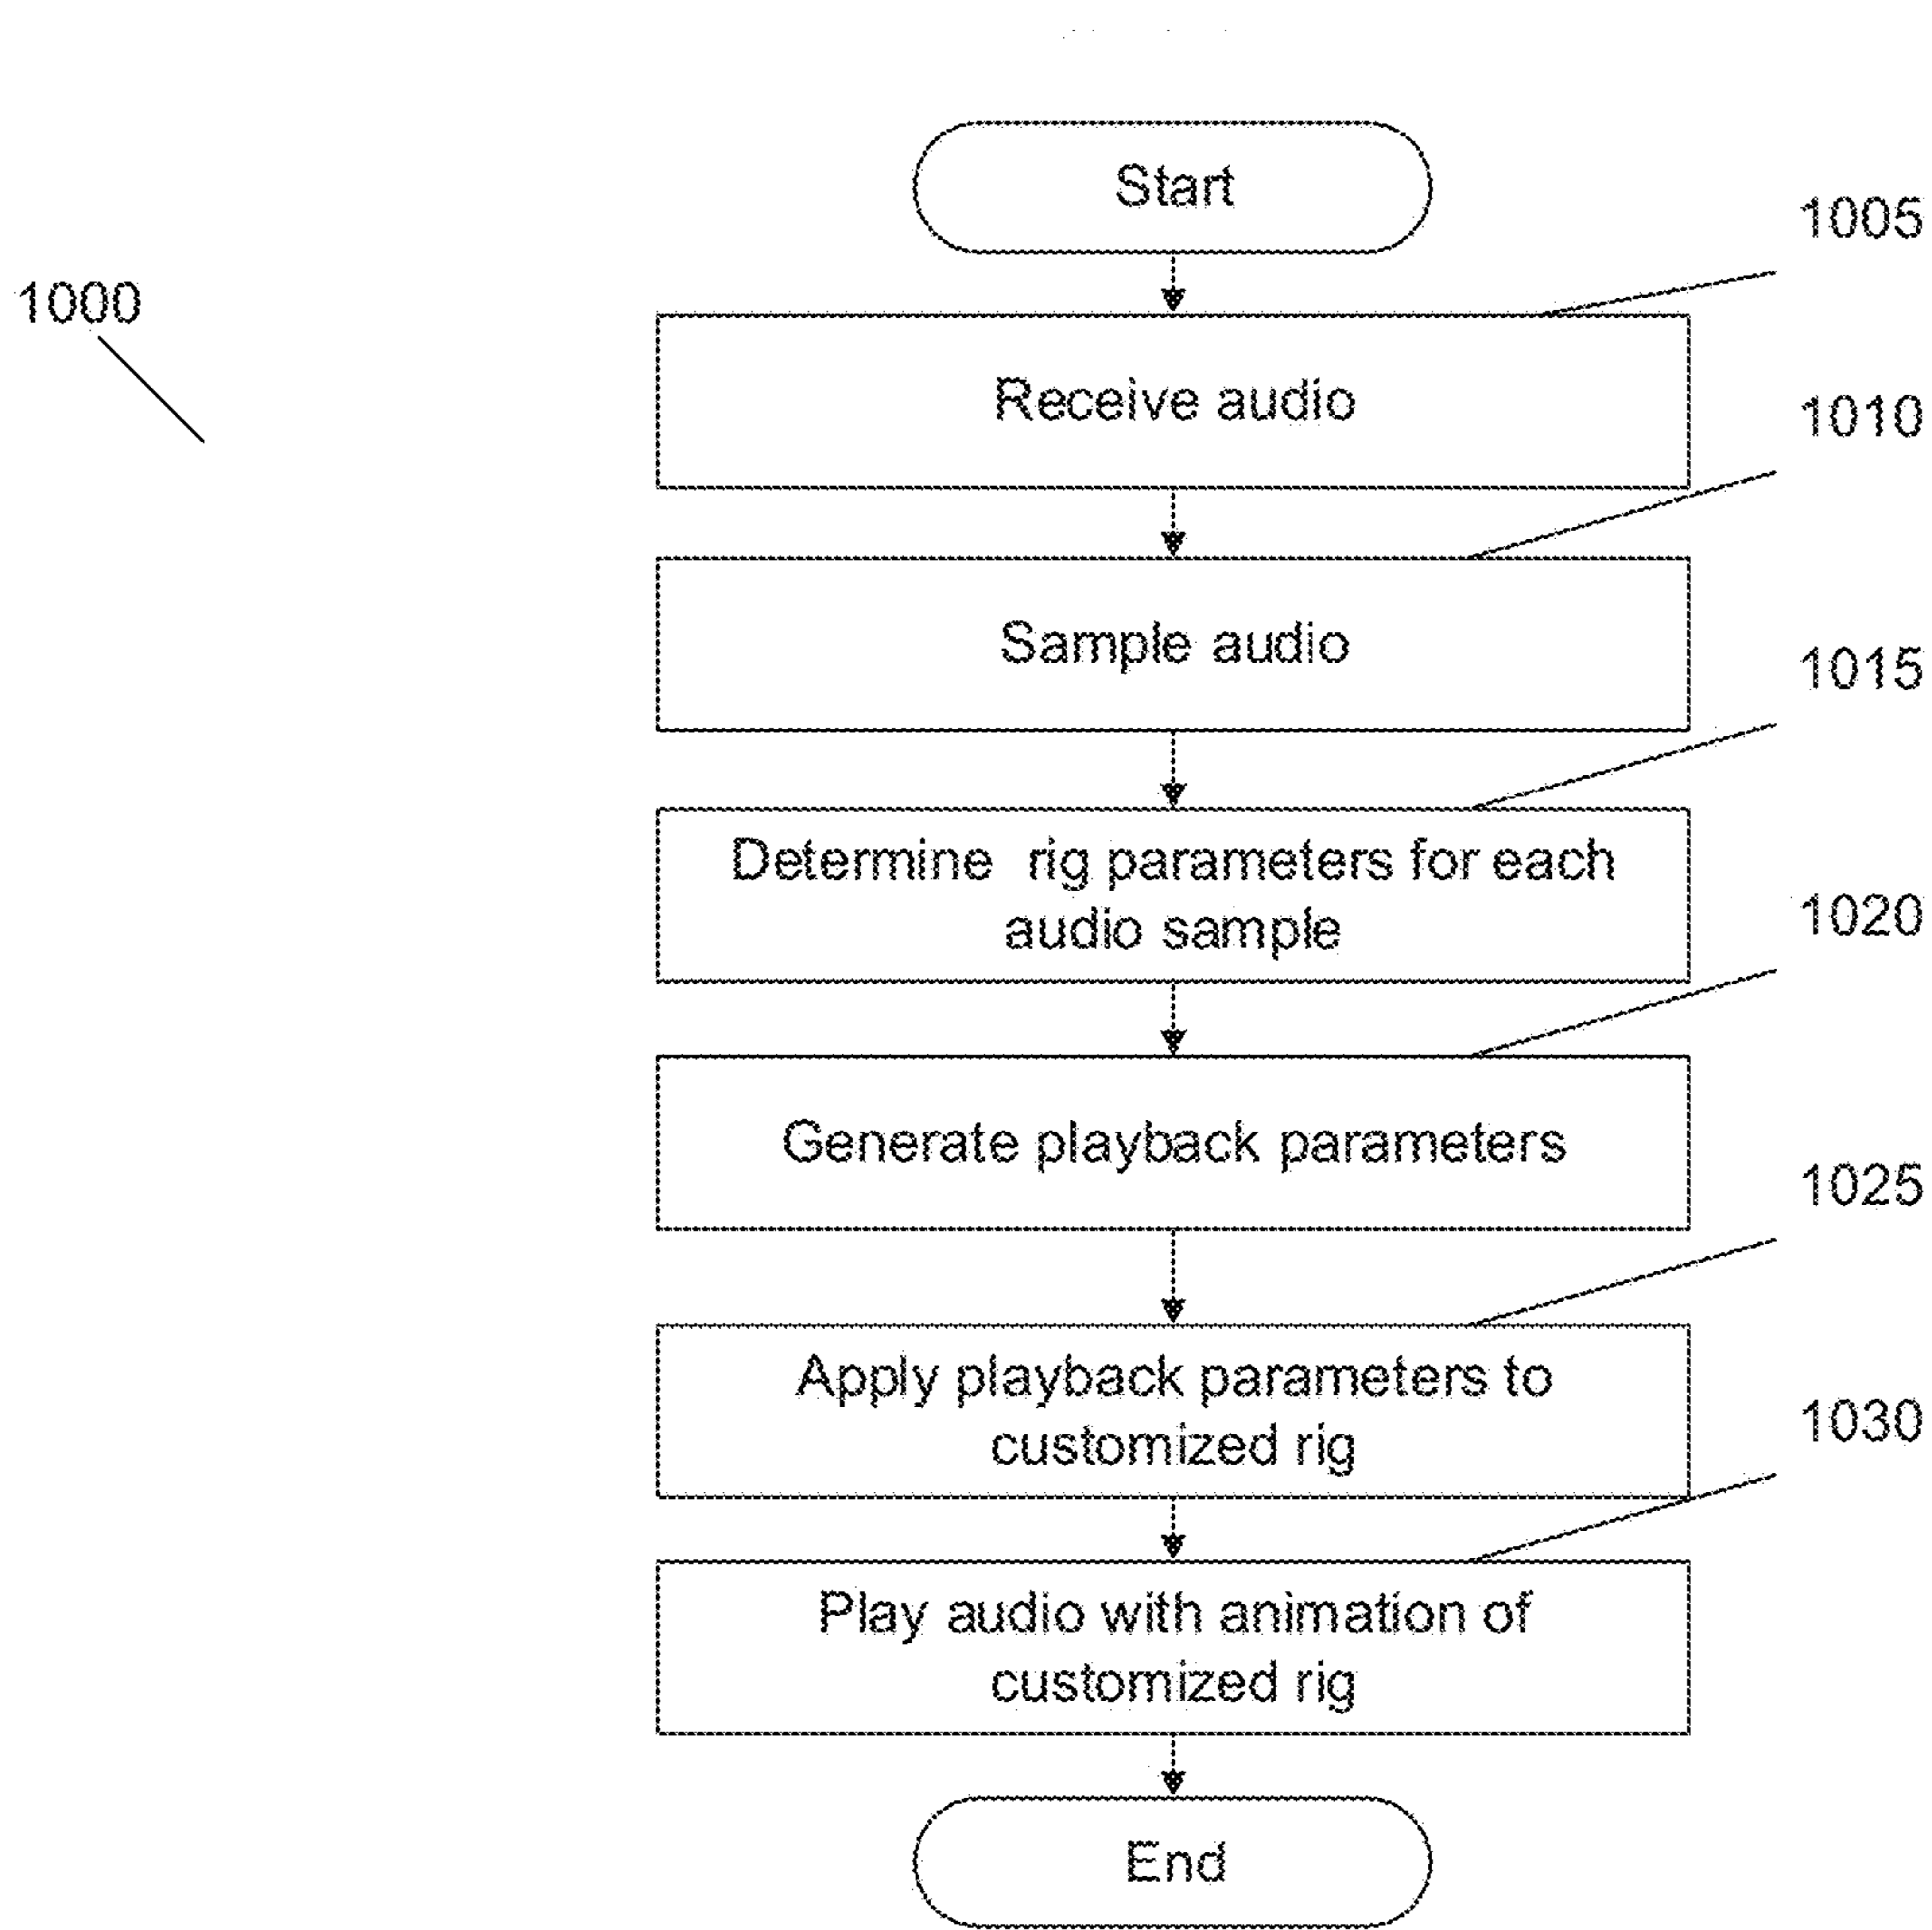 Start
1005
1000
Receive audio
1010
Sample audio
1015
Determine rig parameters for each
audio sample
1020
Generate playback parameters
1025
Apply playback parameters to
customized rig
1030
Play audio with animation of
customized rig
End